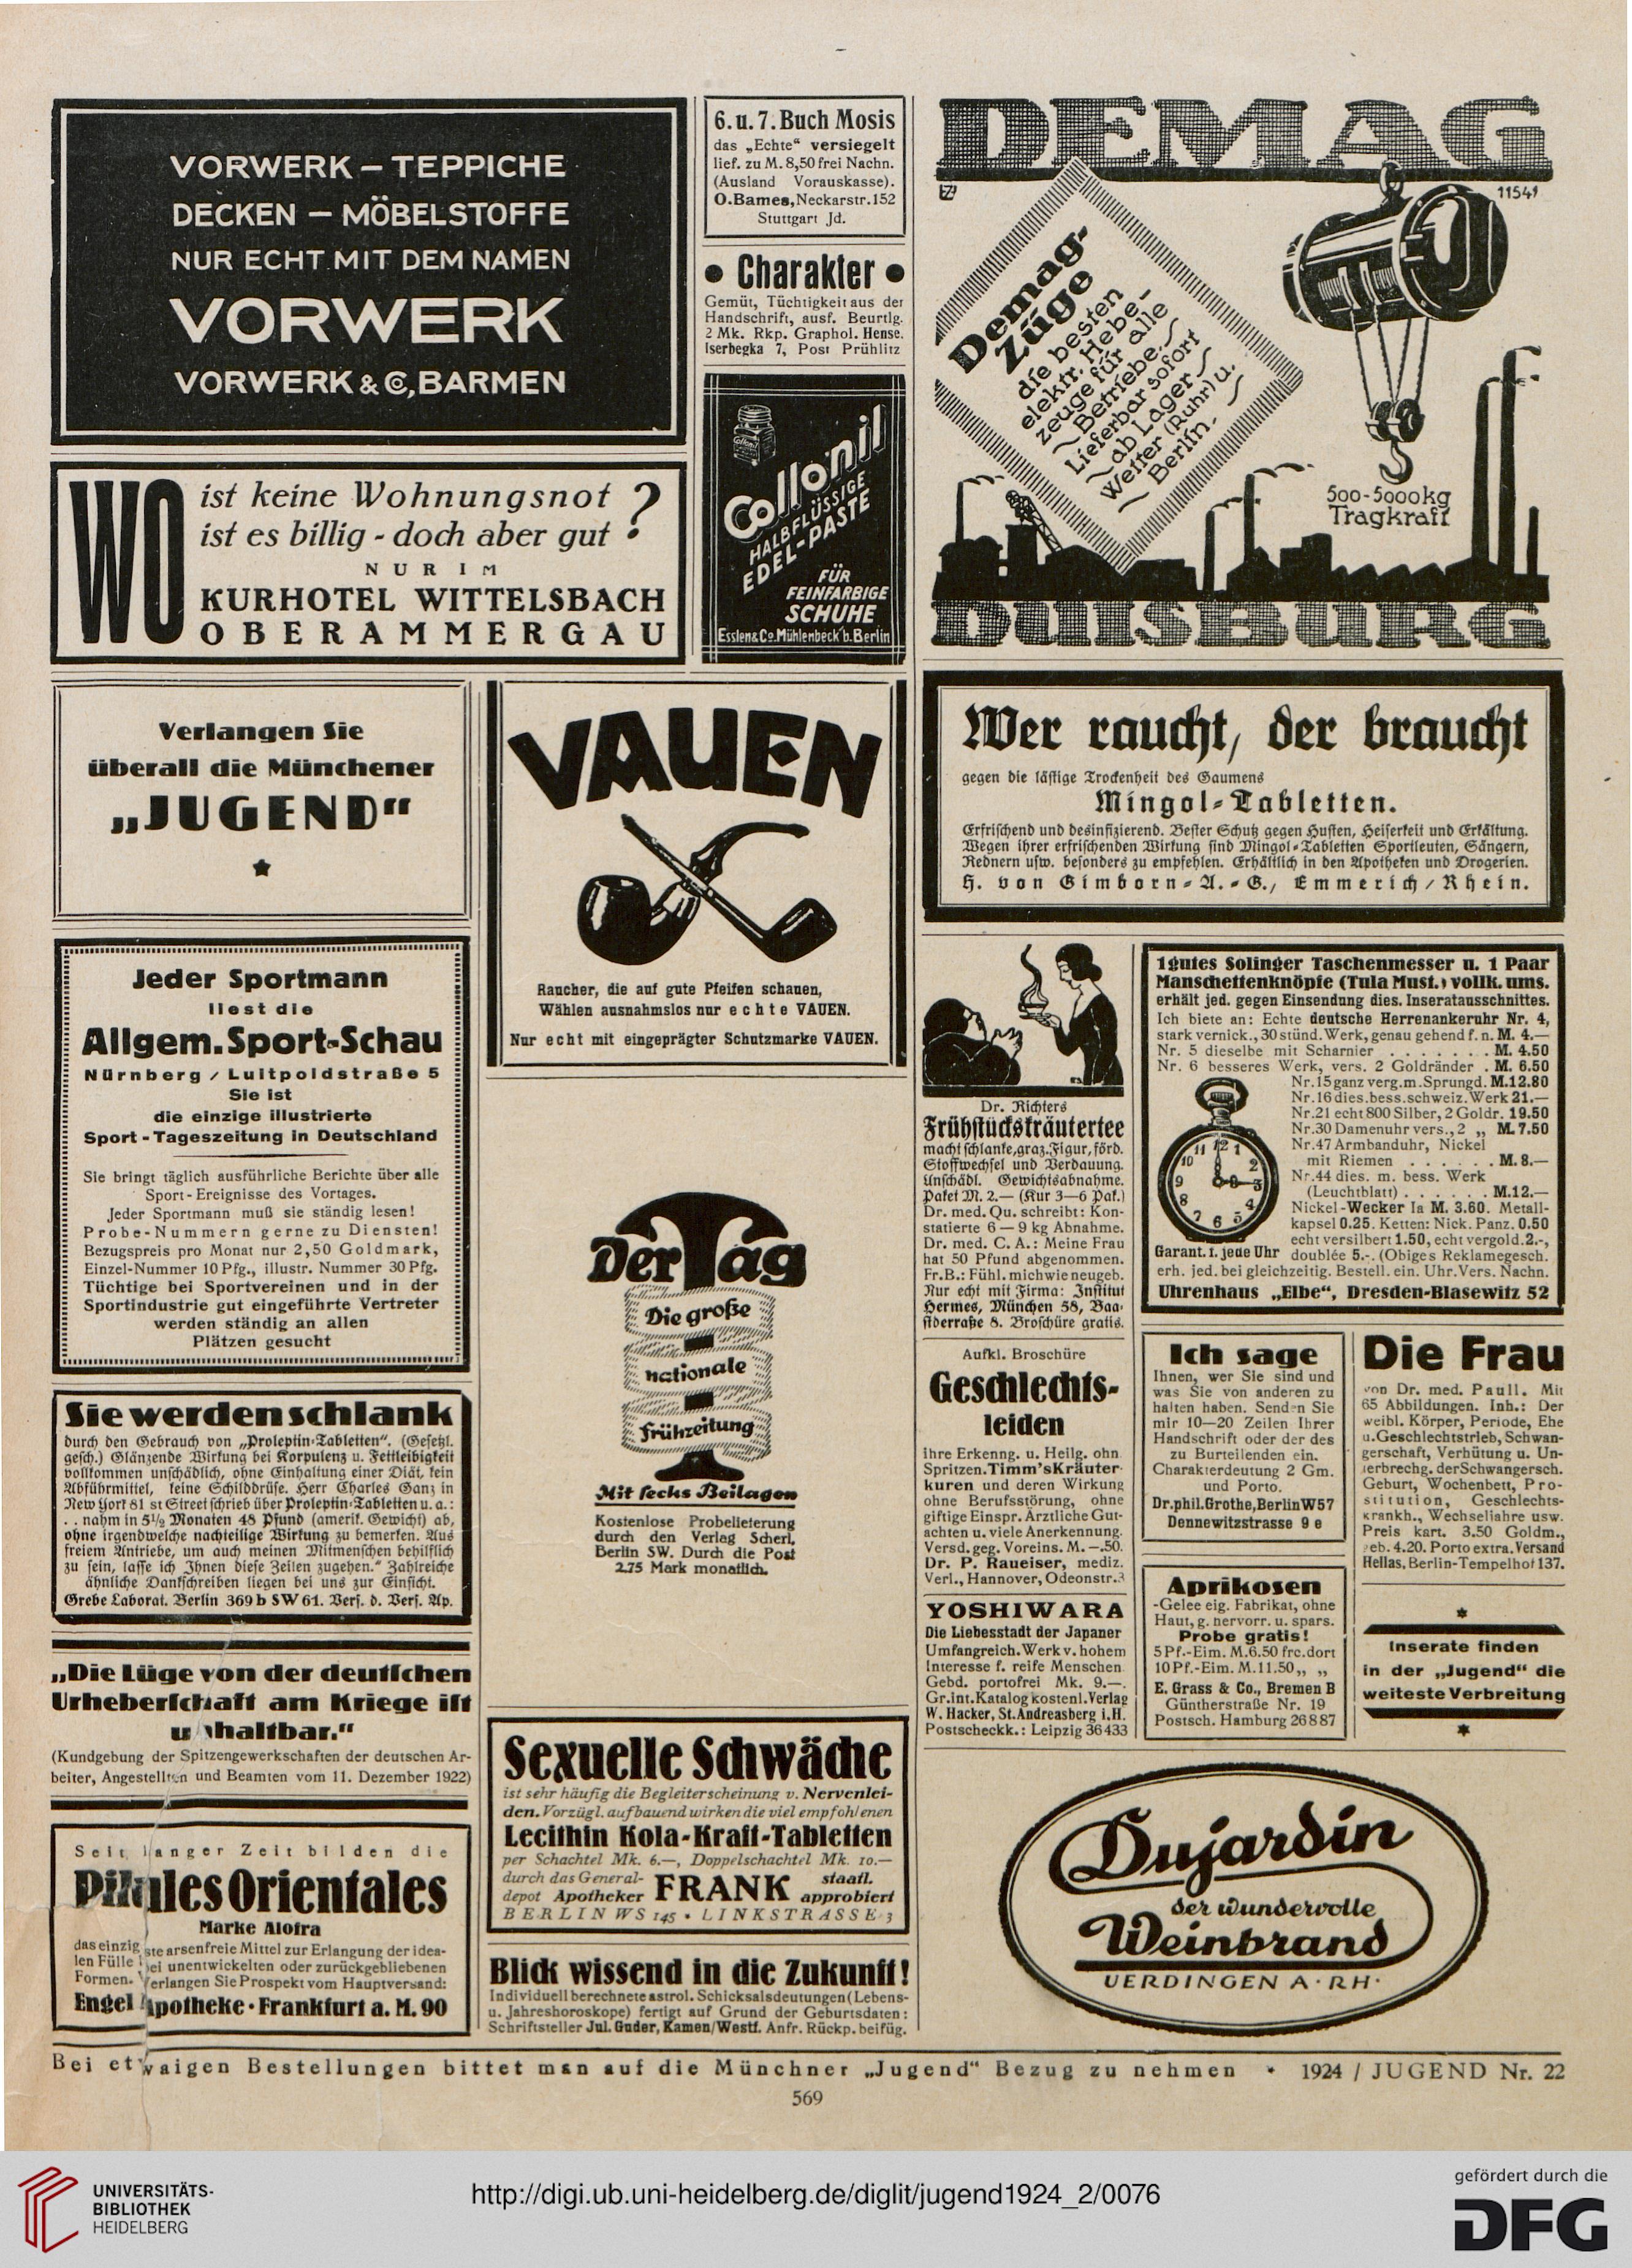 VORWERK – TEPPICHE
DECKEN – MÖBELSTOFFE
NUR ECHT MIT DEM NAMEN
VORWERK
VORWERK & Co, BARMEN
WO
ist keine Wohnungsnot
ist es billig - doch aber gut ?
NUR IM
KURHOTEL WITTELSBACH
OBERAMMERGAU
6. u. 7. Buch Mosis
das „Echte“ versiegelt
lief. zu M. 8,50 frei Nachn.
(Ausland Vorauskasse).
O. Bames, Neckarstr. 152
Stuttgart Jd.
• Charakter •
Gemüt, Tüchtigkeit aus der
Handschrift, ausf. Beurtlg.
2 Mk. Rkp. Graphol. Hense.
Iserbegka 7, Post Prühlitz
Collonil
HALBFLÜSSIGE
EDEL-PASTE
FÜR
FEINFARBIGE
SCHUHE
Esslen & Co. Mühlenbeck b. Berlin
DEMAG
11541
Demag-
Züge
die besten
elektr. Hebe-
zeuge für alle
Betriebe.
Lieferbar sofort
ab Lager
Wetter (Ruhr) u.
Berlin.
500-5000kg
Tragkraft
DUISBURG
Verlangen Sie
überall die Münchener
„JUGEND“
VAUEN
Raucher, die auf gute Pfeifen schauen,
Wählen ausnahmslos nur echte VAUEN.
Nur echt mit eingeprägter Schutzmarke VAUEN.
Wer raucht, der braucht
gegen die lästige Trockenheit des Gaumens
Mingol-Tabletten.
Erfrischend und desinfizierend. Bester Schutz gegen Husten, Heiserkeit und Erkältung.
Wegen ihrer erfrischenden Wirkung sind Mingol-Tabletten Sportleuten, Sängern,
Rednern usw. besonders zu empfehlen. Erhältlich in den Apotheken und Drogerien.
H. von Gimborn-A.-G., Emmerich / Rhein.
Jeder Sportmann
liest die
Allgem. Sport-Schau
Nürnberg / Luitpoldstraße 5
Sie ist
die einzige illustrierte
Sport-Tageszeitung in Deutschland
Sie bringt täglich ausführliche Berichte über alle
Sport-Ereignisse des Vortages.
Jeder Sportmann muß sie ständig lesen!
Probe-Nummern gerne zu Diensten!
Bezugspreis pro Monat nur 2,50 Goldmark,
Einzel-Nummer 10 Pfg., illustr. Nummer 30 Pfg.
Tüchtige bei Sportvereinen und in der
Sportindustrie gut eingeführte Vertreter
werden ständig an allen
Plätzen gesucht
Sie werden schlank
durch den Gebrauch von „Proleptin-Tabletten“. (Gesetzl.
gesch.) Glänzende Wirkung bei Korpulenz u. Fettleibigkeit
vollkommen unschädlich, ohne Einhaltung einer Diät, kein
Abführmittel, keine Schilddrüse. Herr Charles Ganz in
New York 81 st Street schrieb über Proleptin-Tabletten u. a.:
. . nahm in 5½ Monaten 48 Pfund (amerik. Gewicht) ab,
ohne irgendwelche nachteilige Wirkung zu bemerken. Aus
freiem Antriebe, um auch meinen Mitmenschen behilflich
zu sein, lasse ich Ihnen diese Zeilen zugehen.“ Zahlreiche
ähnliche Dankschreiben liegen bei uns zur Einsicht.
Grebe Laborat. Berlin 369 b SW 61. Vers. d. Vers. Ap.
„Die Lüge von der deutschen
Urheberschaft am Kriege ist
haltbar.“
(Kundgebung der Spitzengewerkschaften der deutschen Ar-
beiter, Angestellten und Beamten vom 11. Dezember 1922)
Seit langer Zeit bilden die
Pilules Orientales
Marke Alofra
das einzigste arsenfreie Mittel zur Erlangung der idea-
len Fülle bei unentwickelten oder zurückgebliebenen
Formen. Verlangen Sie Prospekt vom Hauptversand:
Engel Apotheke • Frankfurt a. M. 90
Der Tag
Die große
nationale
Frühzeitung
Mit sechs Beilagen
Kostenlose Probelieferung
durch den Verlag Scherl,
Berlin SW. Durch die Post
2.75 Mark monatlich.
Sexuelle Schwäche
ist sehr häufig die Begleiterscheinung v. Nervenlei-
den. Vorzügl. aufbauend wirken die viel empfohlenen
Lecithin Kola-Kraft-Tabletten
per Schachtel Mk. 6.—, Doppelschachtel Mk. 10.—
durch das General- FRANK staatl.
depot Apotheker approbiert
BERLIN WS 145 • LINKSTRASSE 3
Blick wissend in die Zukunft!
Individuell berechnete astrol. Schicksalsdeutungen (Lebens-
u. Jahreshoroskope) fertigt auf Grund der Geburtsdaten:
Schriftsteller Jul. Guder, Kamen/Westf. Anfr. Rückp. beifüg.
Dr. Richters
Frühstückskräutertee
macht schlanke, graz. Figur, förd.
Stoffwechsel und Verdauung.
Unschädl. Gewichtsabnahme.
Paket M. 2.— (Kur 3—6 Pak.)
Dr. med. Qu. schreibt: Kon-
statierte 6—9 kg Abnahme.
Dr. med. C. A.: Meine Frau
hat 50 Pfund abgenommen.
Fr. B.: Fühl. mich wie neugeb.
Nur echt mit Firma: Institut
Hermes, München 58, Baa-
derstraße 8. Broschüre gratis.
Aufkl. Broschüre
Geschlechts-
leiden
ihre Erkenng. u. Heilg. ohn
Spritzen. Timm's Kräuter
kuren und deren Wirkung
ohne Berufsstörung, ohne
giftige Einspr. Ärztliche Gut-
achten u. viele Anerkennung.
Versd. geg. Voreins. M. —.50.
Dr. P. Raueiser, mediz.
Verl., Hannover, Odeonstr. 3
YOSHIWARA
Die Liebesstadt der Japaner
Umfangreich. Werk v. hohem
Interesse f. reife Menschen
Gebd. portofrei Mk. 9.—.
Gr. int. Katalog kostenl. Verlag
W. Hacker, St. Andreasberg i. H.
Postscheckk.: Leipzig 36433
1 gutes Solinger Taschenmesser u. 1 Paar
Manschettenknöpfe (Tula Must.) vollk. ums.
erhält jed. gegen Einsendung dies. Inseratausschnittes.
Ich biete an: Echte deutsche Herrenankeruhr Nr. 4,
stark vernick., 30 stünd. Werk, genau gehend f. n. M. 4.—
Nr. 5 dieselbe mit Scharnier . . . . . . . M. 4.50
Nr. 6 besseres Werk, vers. 2 Goldränder . M. 6.50
Nr. 15 ganz verg. m. Sprungd. M. 12.80
Nr. 16 dies. bess. schweiz. Werk 21.—
Nr. 21 echt 800 Silber, 2 Goldr. 19.50
Nr. 30 Damenuhr vers., 2 „ M. 7.50
Nr. 47 Armbanduhr, Nickel
mit Riemen . . . . . . M. 8.—
Nr. 44 dies. m. bess. Werk
(Leuchtblatt) . . . . . . M. 12.—
Nickel-Wecker Ia M. 3.60. Metall-
kapsel 0.25. Ketten: Nick. Panz. 0.50
echt versilbert 1.50, echt vergold. 2.-,
Garant. f. jede Uhr doublée 5.-. (Obiges Reklamegesch.
erh. jed. bei gleichzeitig. Bestell. ein. Uhr. Vers. Nachn.
Uhrenhaus „Elbe“, Dresden-Blasewitz 52
Ich sage
Ihnen, wer Sie sind und
was Sie von anderen zu
halten haben. Senden Sie
mir 10—20 Zeilen Ihrer
Handschrift oder der des
zu Burteilenden ein.
Charakterdeutung 2 Gm.
und Porto.
Dr. phil. Grothe, Berlin W 57
Dennewitzstrasse 9 e
Aprikosen
-Gelee eig. Fabrikat, ohne
Haut, g. hervorr. u. spars.
Probe gratis!
5 Pf.-Eim. M. 6.50 frc. dort
10 Pf.-Eim. M. 11.50 „ „
E. Grass & Co., Bremen B
Güntherstraße Nr. 19
Postsch. Hamburg 26887
Die Frau
von Dr. med. Paull. Mit
65 Abbildungen. Inh.: Der
weibl. Körper, Periode, Ehe
u. Geschlechtstrieb, Schwan-
gerschaft, Verhütung u. Un-
terbrechg. der Schwangersch.
Geburt, Wochenbett, Pro-
stitution, Geschlechts-
krankh., Wechseljahre usw.
Preis kart. 3.50 Goldm.,
geb. 4.20. Porto extra. Versand
Hellas, Berlin-Tempelhof 137.
Inserate finden
in der „Jugend“ die
weiteste Verbreitung
Dujardin
der wundervolle
Weinbrand
UERDINGEN A·RH·
Bei etwaigen Bestellungen bittet man auf die Münchner „Jugend“ Bezug zu nehmen * 1924 / JUGEND Nr. 22
569
UNIVERSITÄTS-
BIBLIOTHEK
HEIDELBERG
http://digi.ub.uni-heidelberg.de/diglit/jugend1924_2/0076
gefördert durch die
DFG